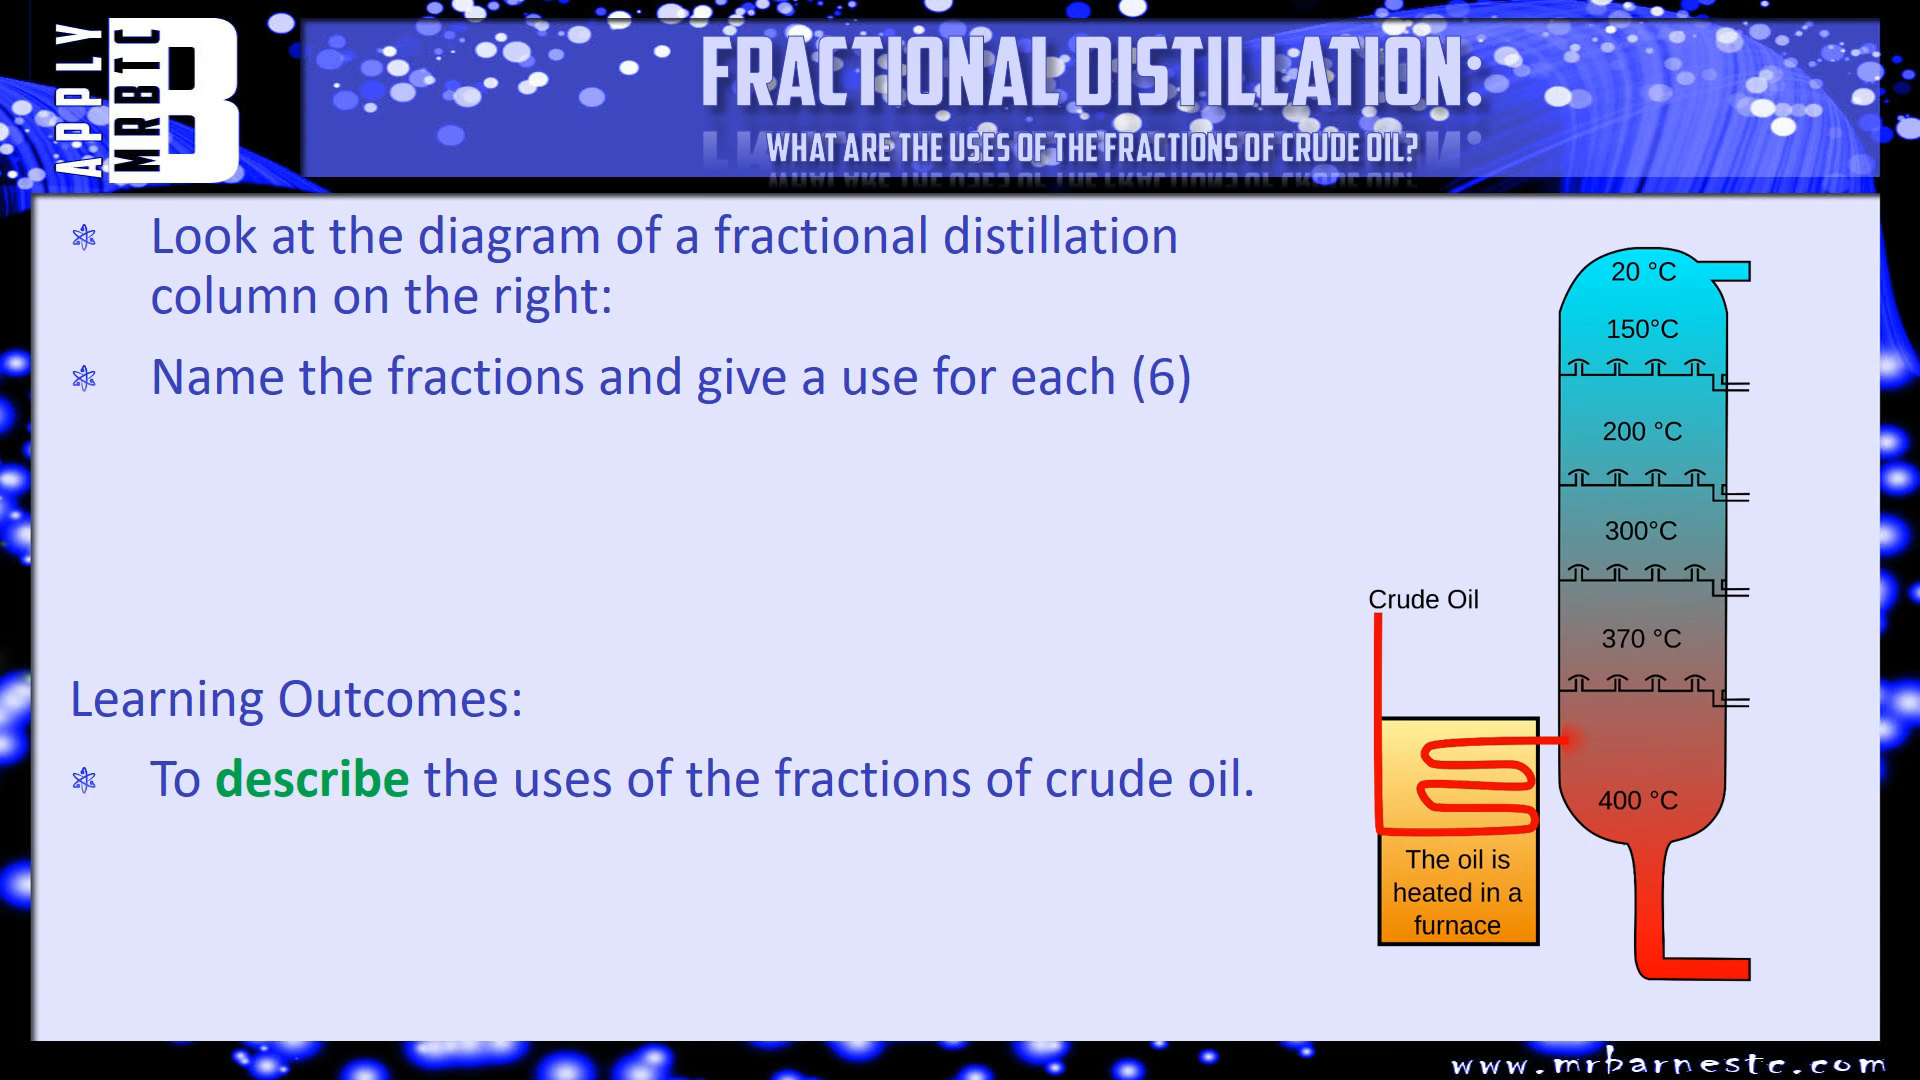 APPLY
MRBTC
B
FRACTIONAL DISTILLATION:
WHAT ARE THE USES OF THE FRACTIONS OF CRUDE OIL?
Look at the diagram of a fractional distillation
column on the right:
Name the fractions and give a use for each (6)
Learning Outcomes:
To describe the uses of the fractions of crude oil.
20 °C
150°C
200 °C
300°C
370 °C
400 °C
Crude Oil
The oil is
heated in a
furnace
www.mrbarnestc.com